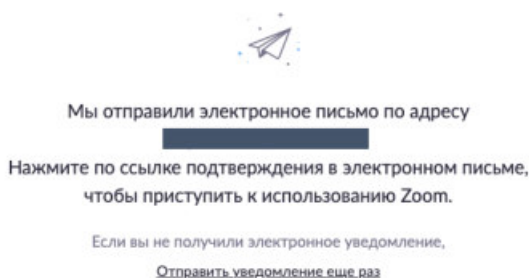 Мы отправили электронное письмо по адресу
Нажмите по ссылке подтверждения в электронном письме,
чтобы приступить к использованию Zoom.
Если вы не получили электронное уведомление,
Отправить уведомление еще раз